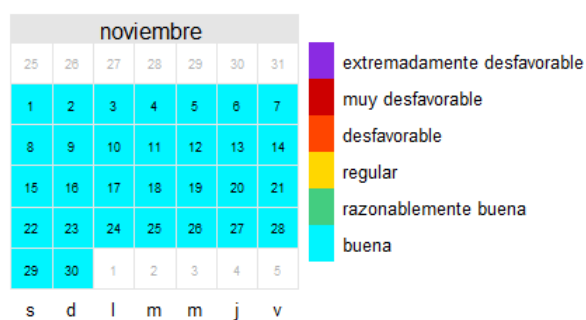 noviembre
25 26 27 28 29 30 31
1 2 3 4 5 6 7
8 9 10 11 12 13 14
15 16 17 18 19 20 21
22 23 24 25 26 27 28
29 30 1 2 3 4 5
s d l m m j v
extremadamente desfavorable
muy desfavorable
desfavorable
regular
razonablemente buena
buena